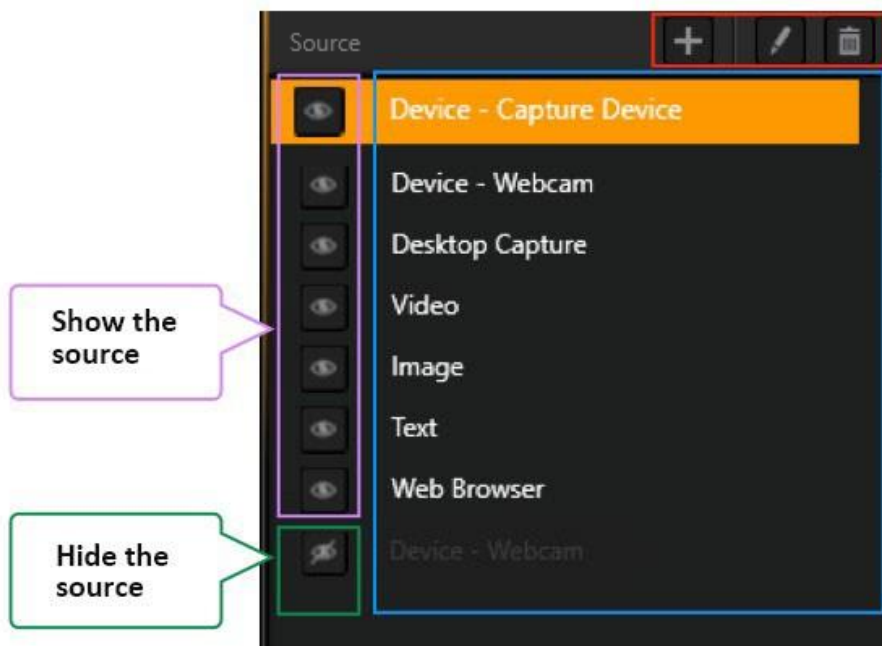 Source
Device - Capture Device
Device - Webcam
Desktop Capture
Video
Show the
source
Image
Text
Web Browser
Device - Webcam
Hide the
source